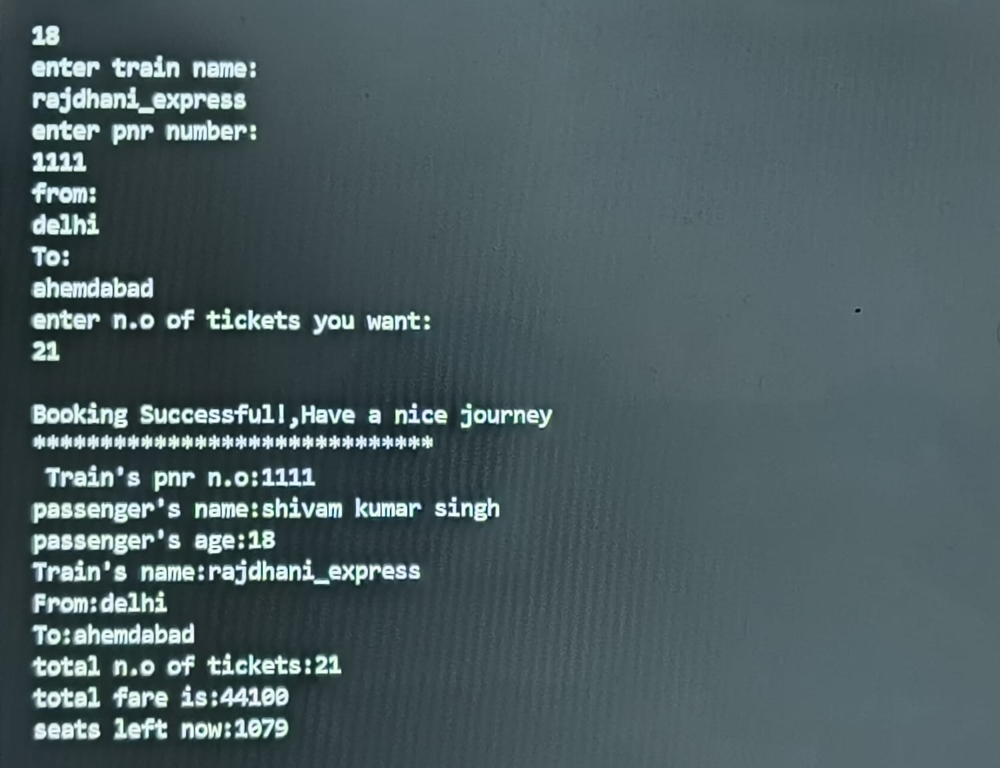 18
enter train name:
rajdhani_express
enter pnr number:
1111
from:
delhi
To:
ahemdabad
enter n.o of tickets you want:
21
Booking Successful!,Have a nice journey
******************************
Train's pnr n.o:1111
passenger's name:shivam kumar singh
passenger's age:18
Train's name:rajdhani_express
From:delhi
To:ahemdabad
total n.o of tickets:21
total fare is:44100
seats left now:1079